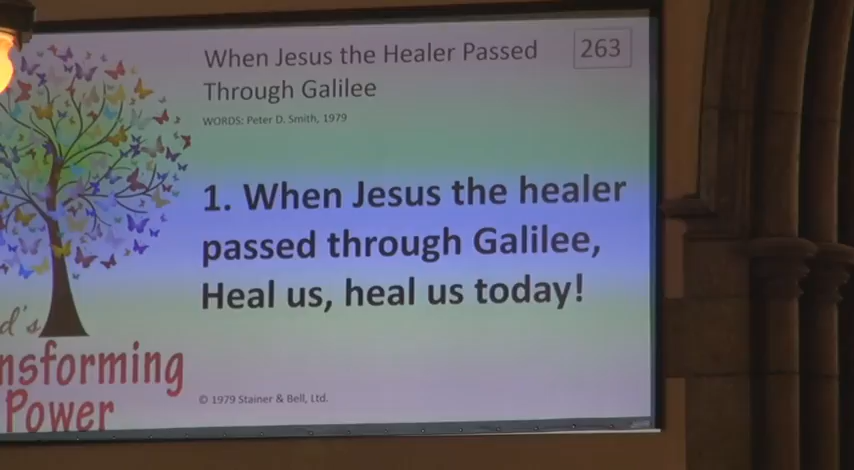 When Jesus the Healer Passed
Through Galilee
263
WORDS: Peter D. Smith, 1979
1. When Jesus the healer
passed through Galilee,
Heal us, heal us today!
d's
nsforming
Power
© 1979 Stainer & Bell, Ltd.